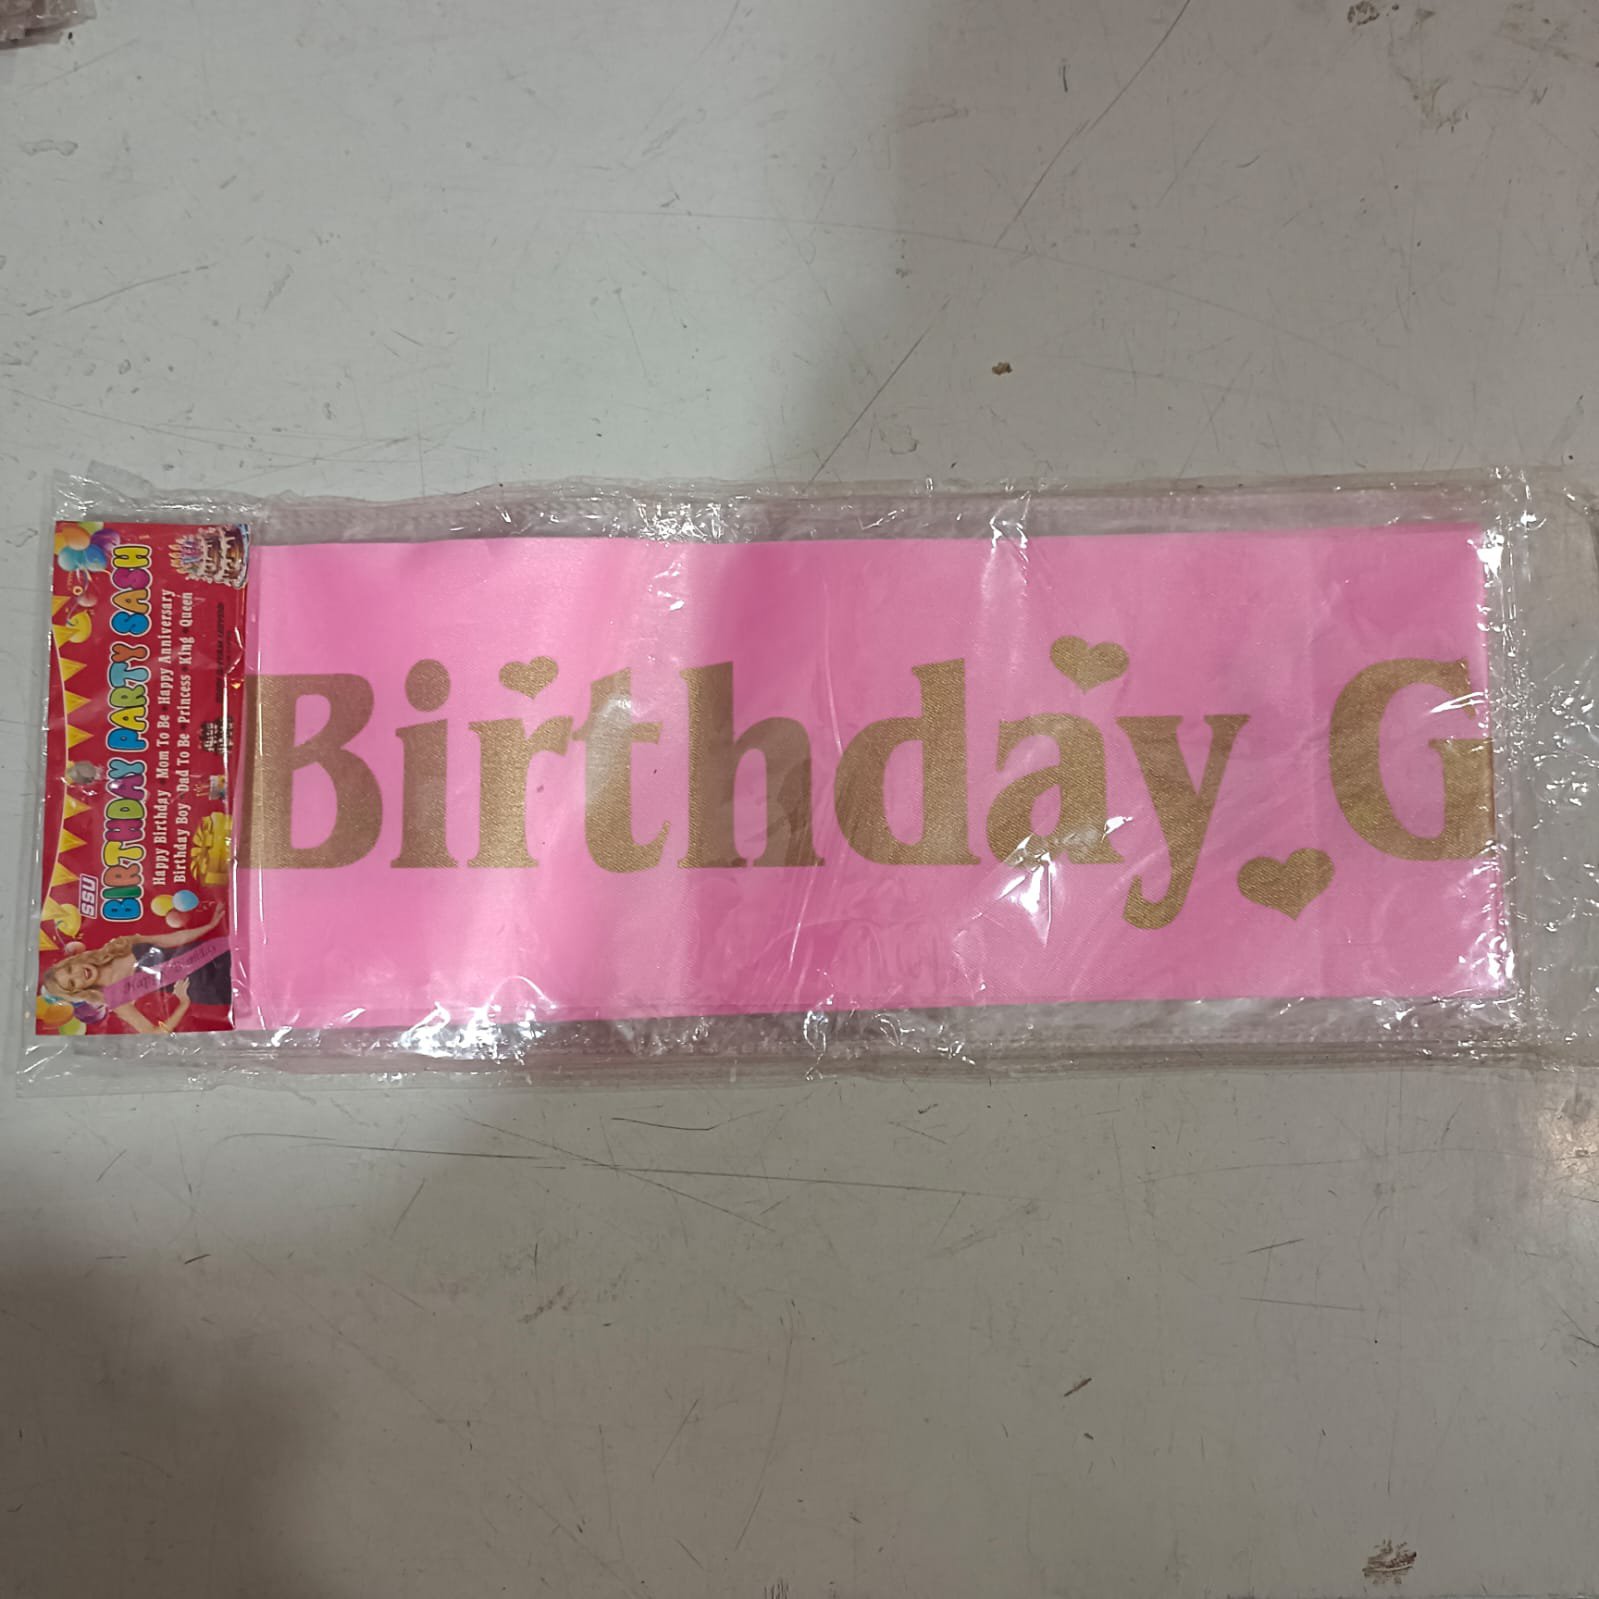 Birthday G
SSU
BIRTHDAY PARTY SASH
Happy Birthday Mom To Be Happy Anniversary
Birthday Boy Dad To Be Princess King Queen